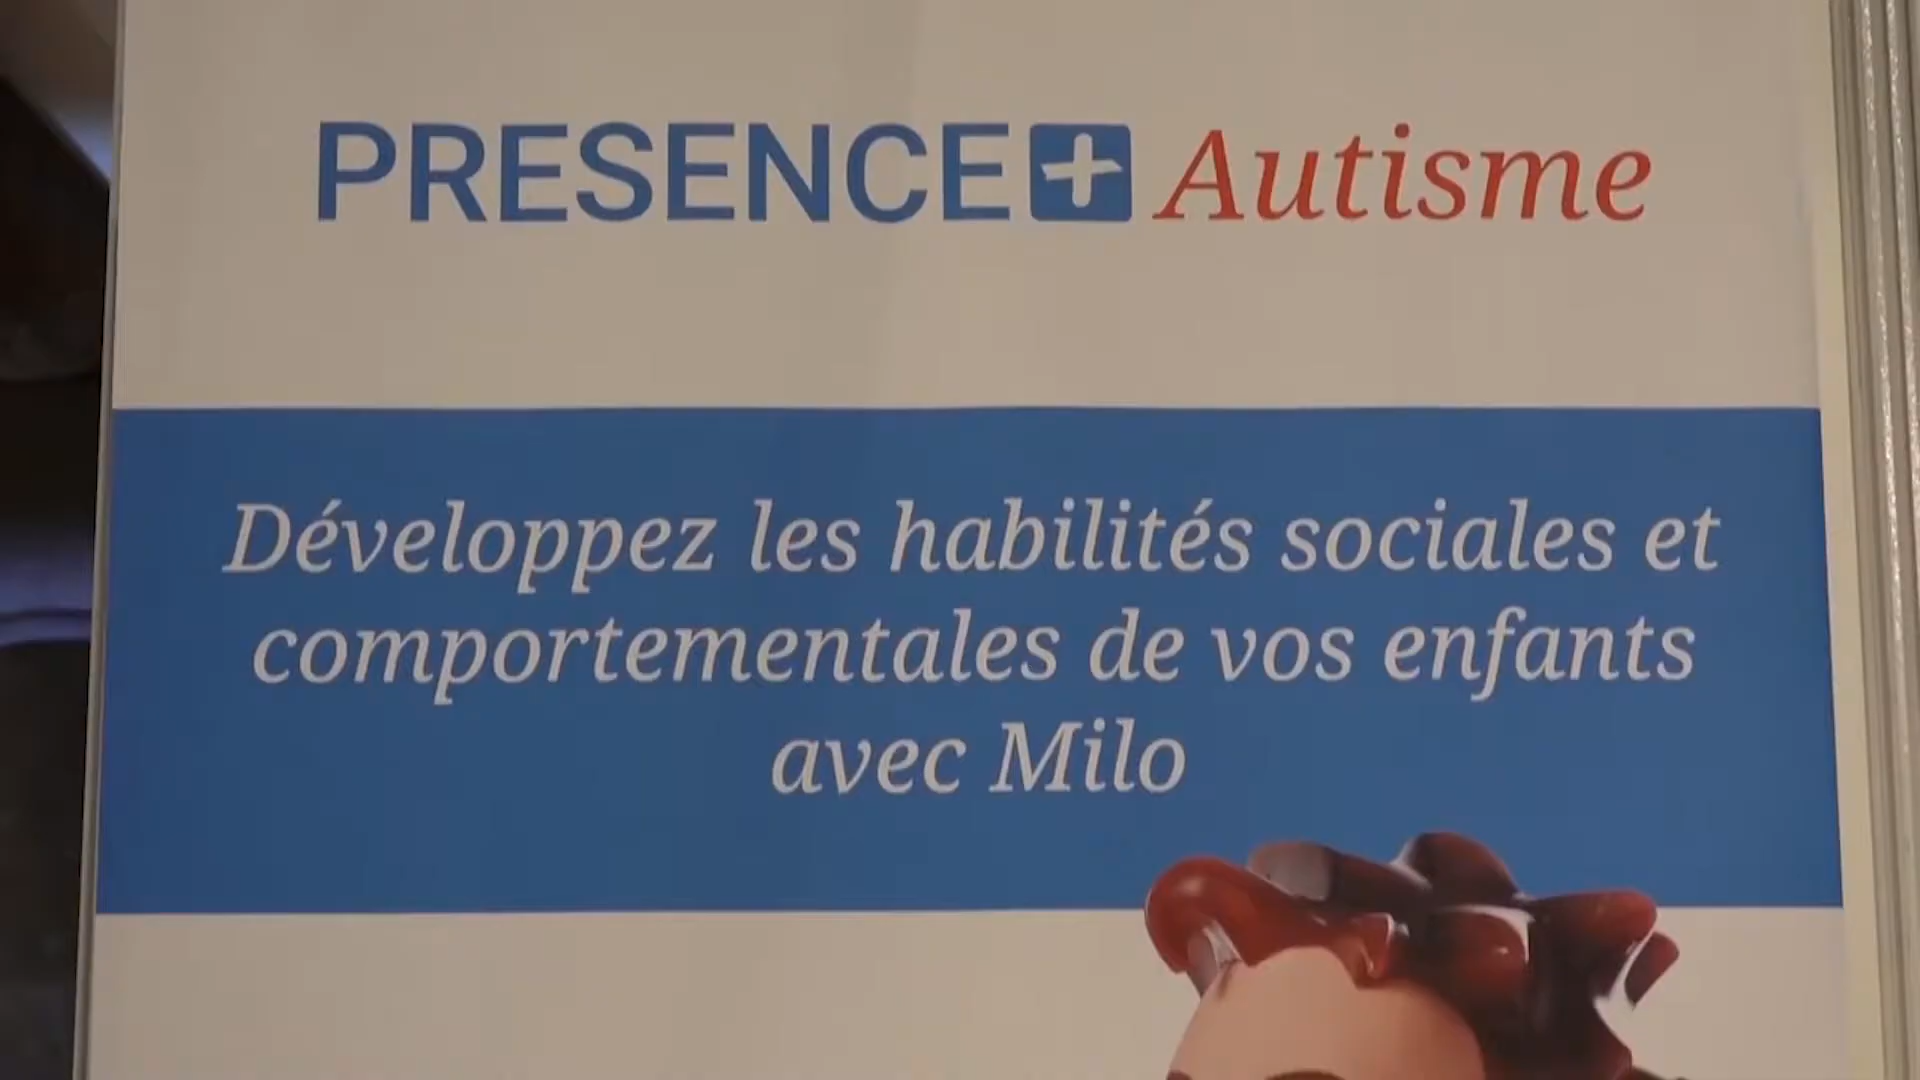 PRESENCE+ Autisme
Développez les habilités sociales et
comportementales de vos enfants
avec Milo